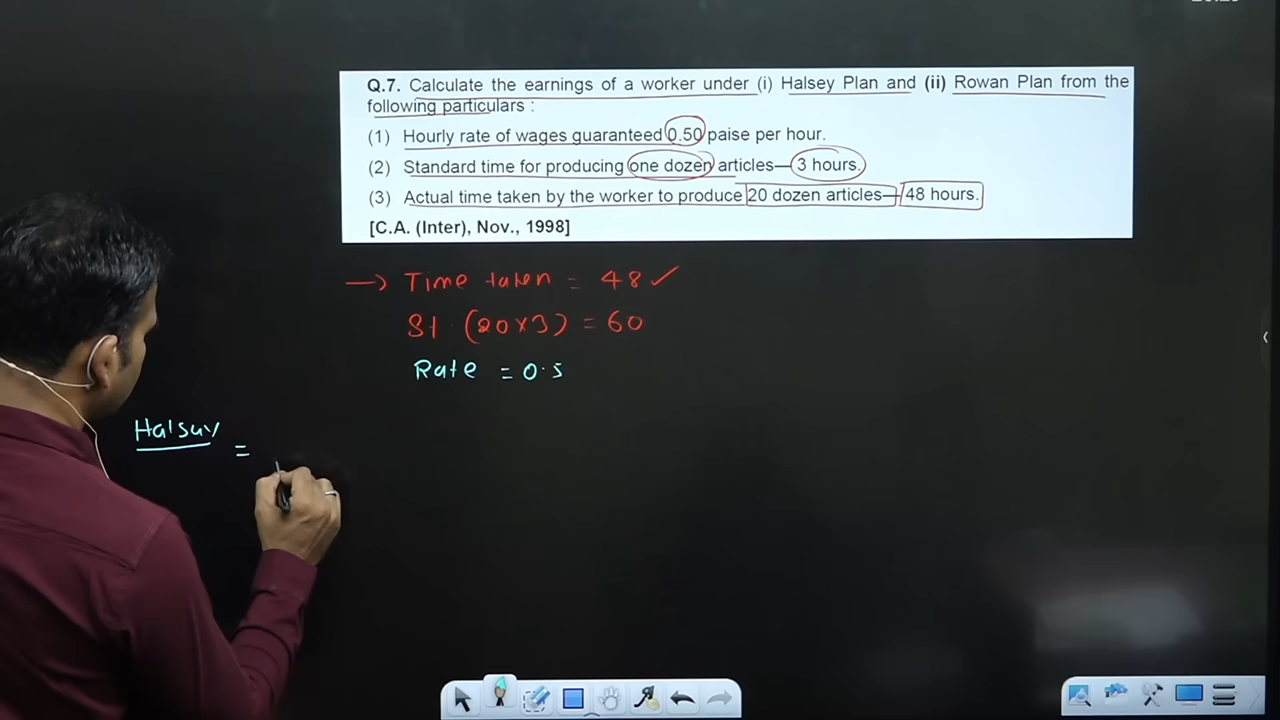 Q.7. Calculate the earnings of a worker under (i) Halsey Plan and (ii) Rowan Plan from the
following particulars :
(1) Hourly rate of wages guaranteed 0.50 paise per hour.
(2) Standard time for producing one dozen articles— 3 hours.
(3) Actual time taken by the worker to produce 20 dozen articles— 48 hours.
[C.A. (Inter), Nov., 1998]
→ Time taken = 48 ✓
St. (20×3) = 60
Rate = 0.5
Halsay =